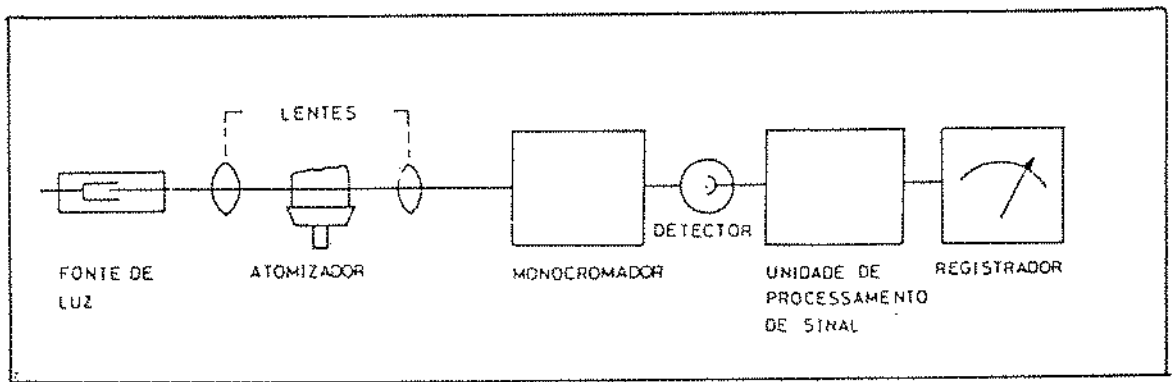 LENTES
FONTE DE
LUZ
ATOMIZADOR
MONOCROMADOR
DETECTOR
UNIDADE DE
PROCESSAMENTO
DE SINAL
REGISTRADOR